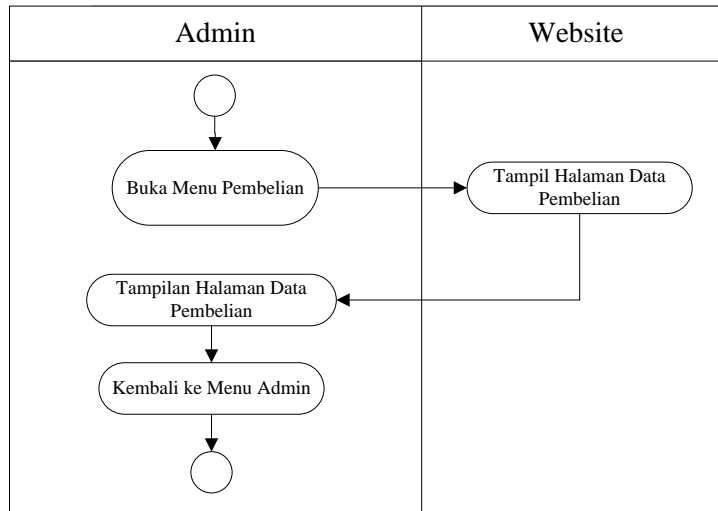 Admin
Website
Buka Menu Pembelian
Tampil Halaman Data
Pembelian
Tampilan Halaman Data
Pembelian
Kembali ke Menu Admin